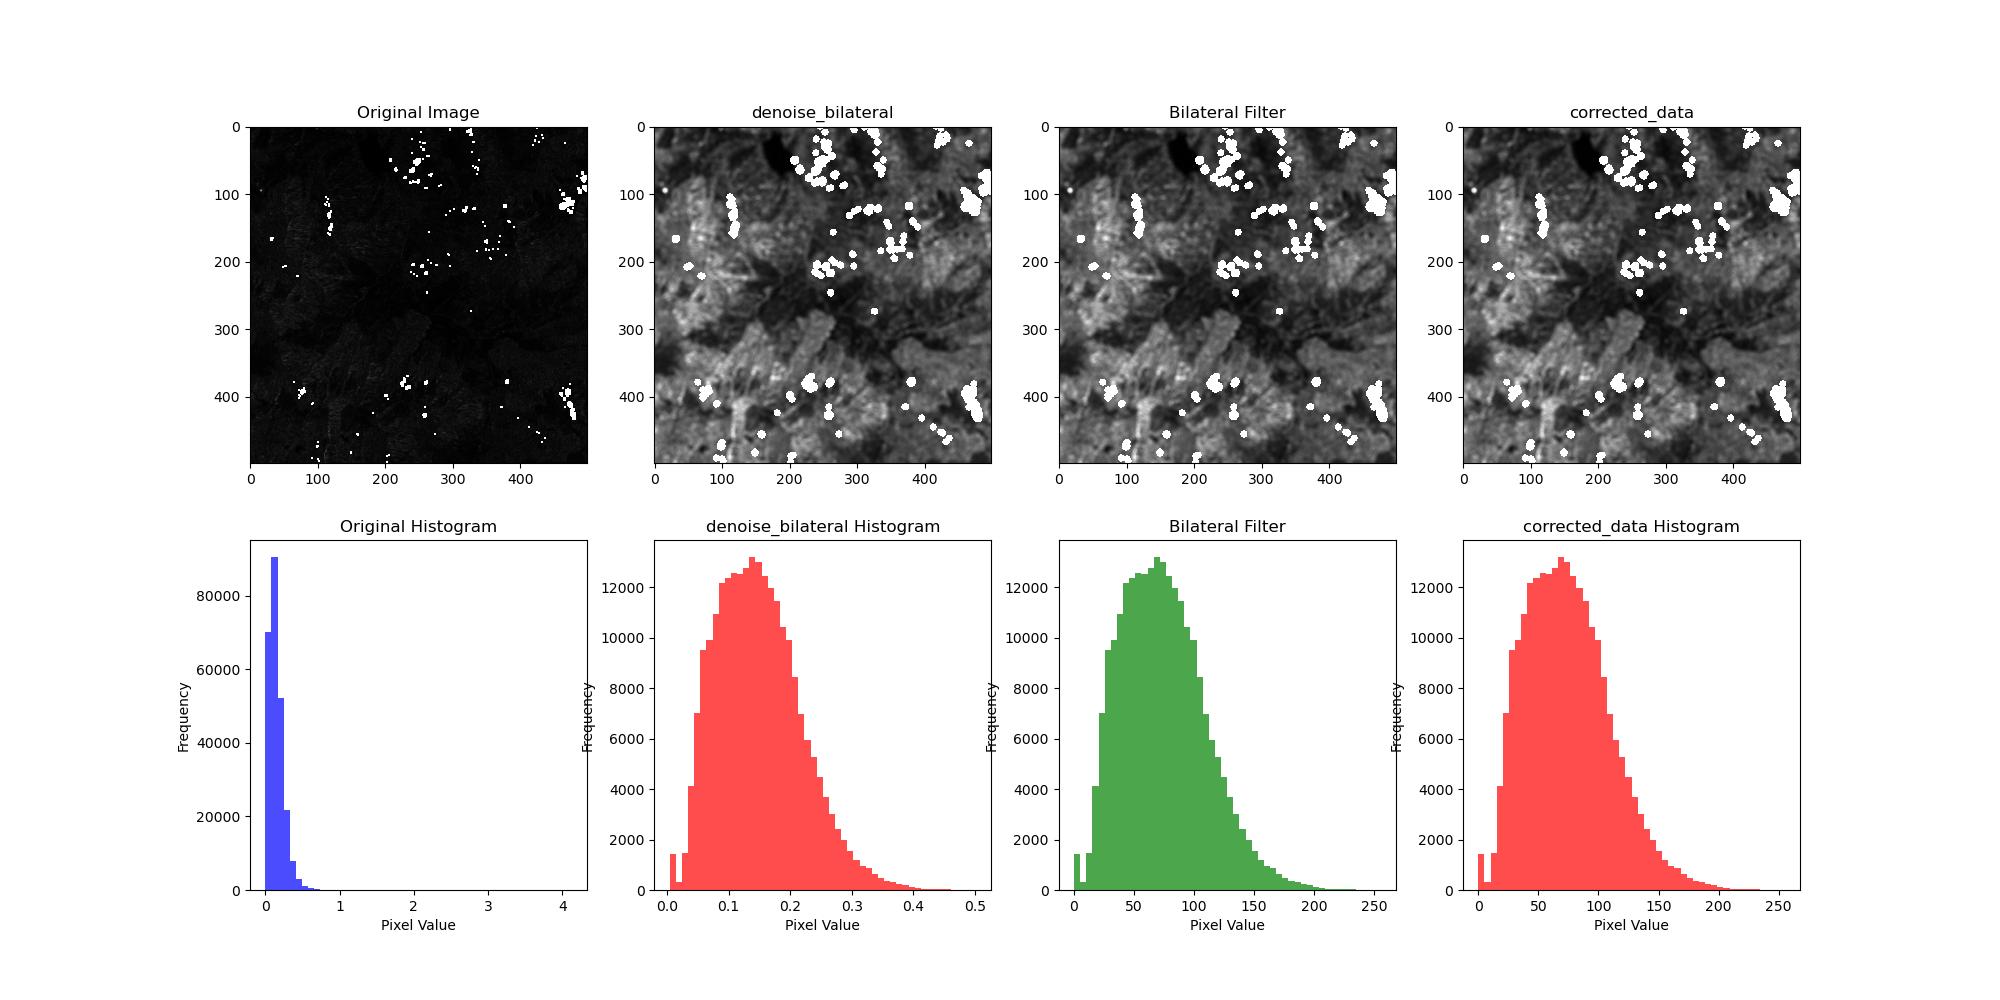 Original Image
denoise_bilateral
Bilateral Filter
corrected_data
0
100
200
300
400
0 100 200 300 400
0
100
200
300
400
0 100 200 300 400
0
100
200
300
400
0 100 200 300 400
0
100
200
300
400
0 100 200 300 400
Original Histogram
denoise_bilateral Histogram
Bilateral Filter
corrected_data Histogram
Frequency
80000
60000
40000
20000
0
0 1 2 3 4
Pixel Value
Frequency
12000
10000
8000
6000
4000
2000
0
0.0 0.1 0.2 0.3 0.4 0.5
Pixel Value
Frequency
12000
10000
8000
6000
4000
2000
0
0 50 100 150 200 250
Pixel Value
Frequency
12000
10000
8000
6000
4000
2000
0
0 50 100 150 200 250
Pixel Value